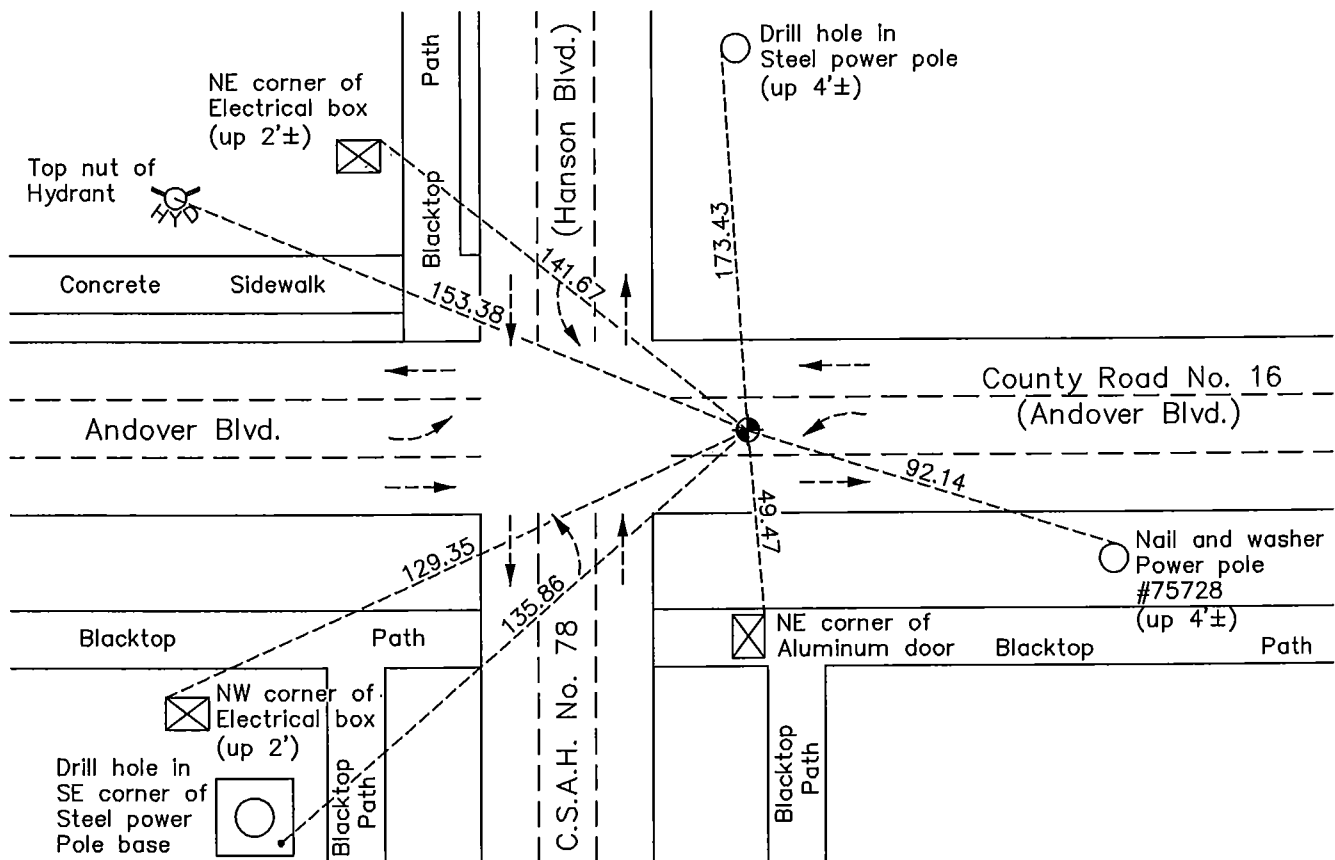 Drill hole in
Steel power pole
(up 4'±)
NE corner of
Electrical box
(up 2'±)
Path
Blacktop
(Hanson Blvd.)
Top nut of
Hydrant
HYD
173.43
141.67
153.38
Concrete Sidewalk
Andover Blvd.
County Road No. 16
(Andover Blvd.)
92.14
49.47
129.35
135.86
Nail and washer
Power pole
#75728
(up 4'±)
Blacktop Path
NE corner of
Aluminum door
Blacktop Path
NW corner of
Electrical box
(up 2')
C.S.A.H. No. 78
Drill hole in
SE corner of
Steel power
Pole base
Blacktop
Path
Blacktop
Path